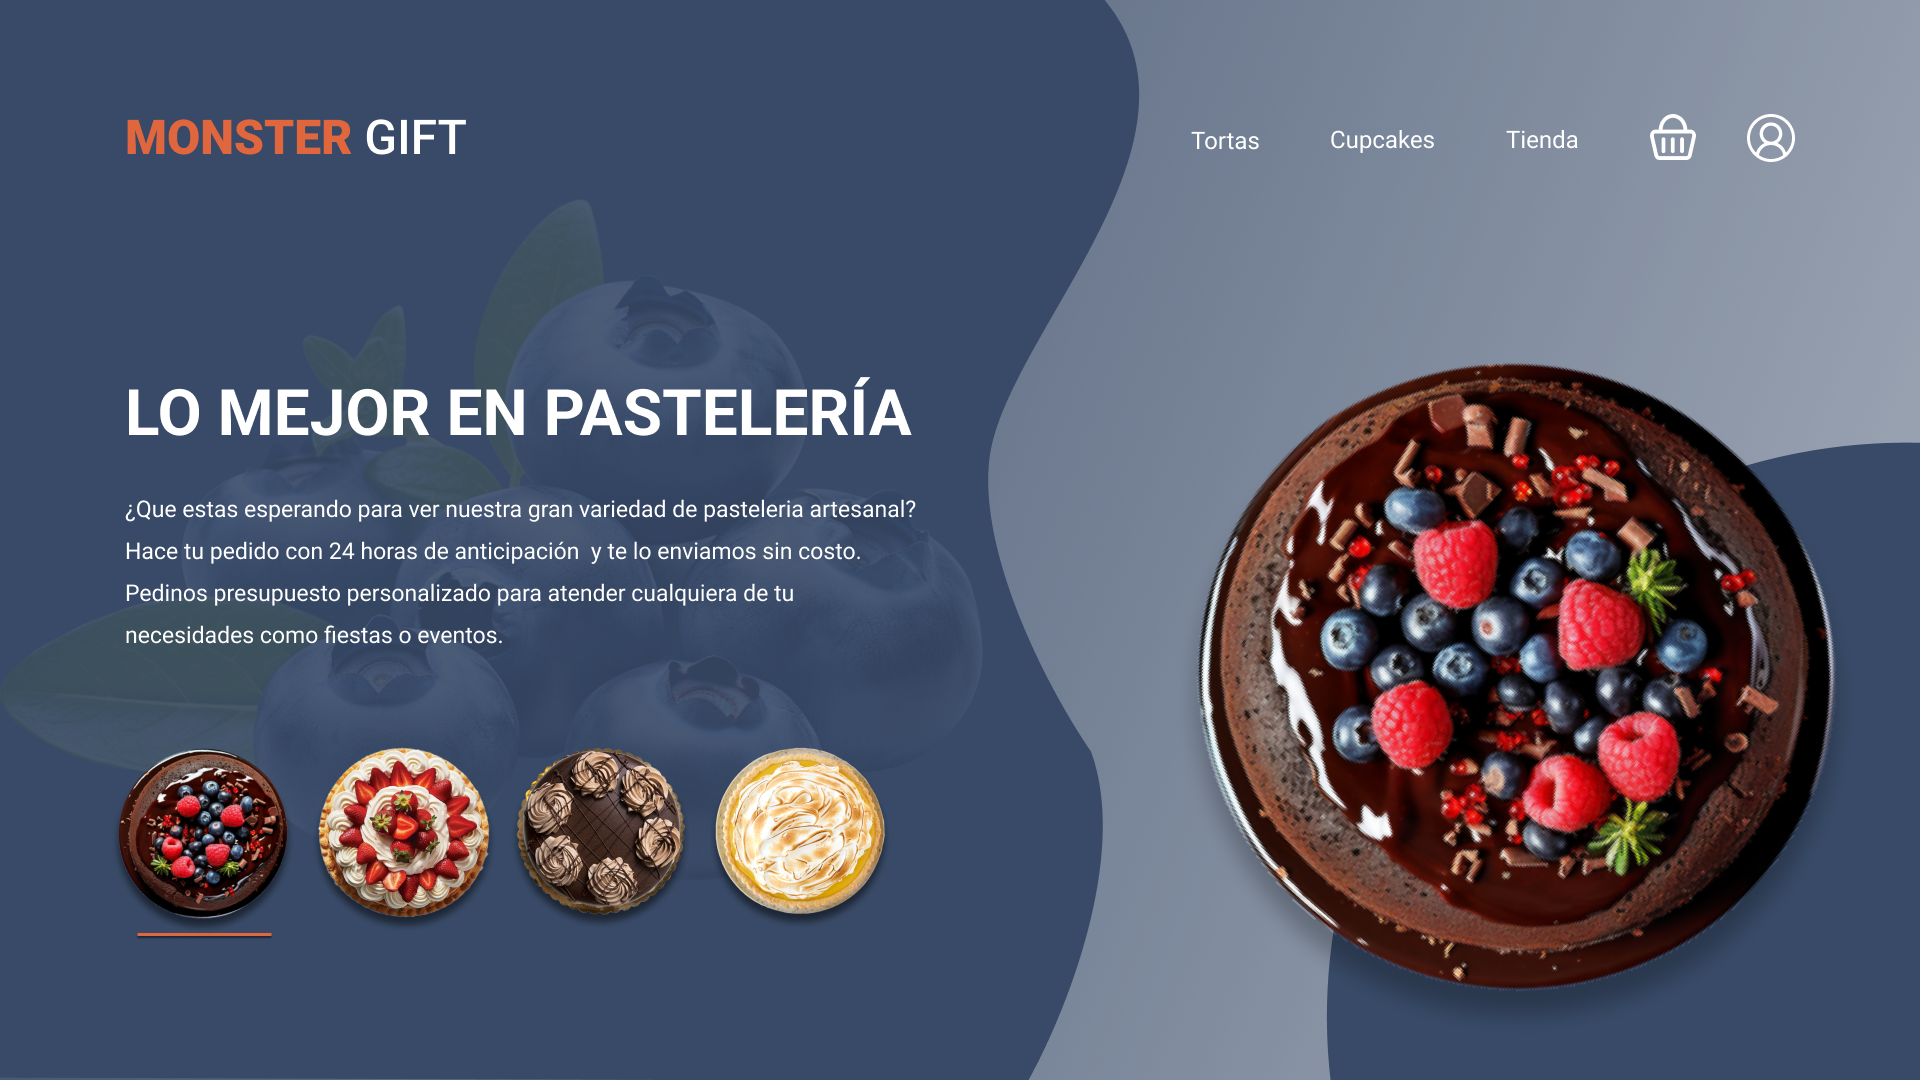 MONSTER GIFT
Tortas
Cupcakes
Tienda
LO MEJOR EN PASTELERÍA
¿Que estas esperando para ver nuestra gran variedad de pasteleria artesanal?
Hace tu pedido con 24 horas de anticipación  y te lo enviamos sin costo.
Pedinos presupuesto personalizado para atender cualquiera de tu
necesidades como fiestas o eventos.